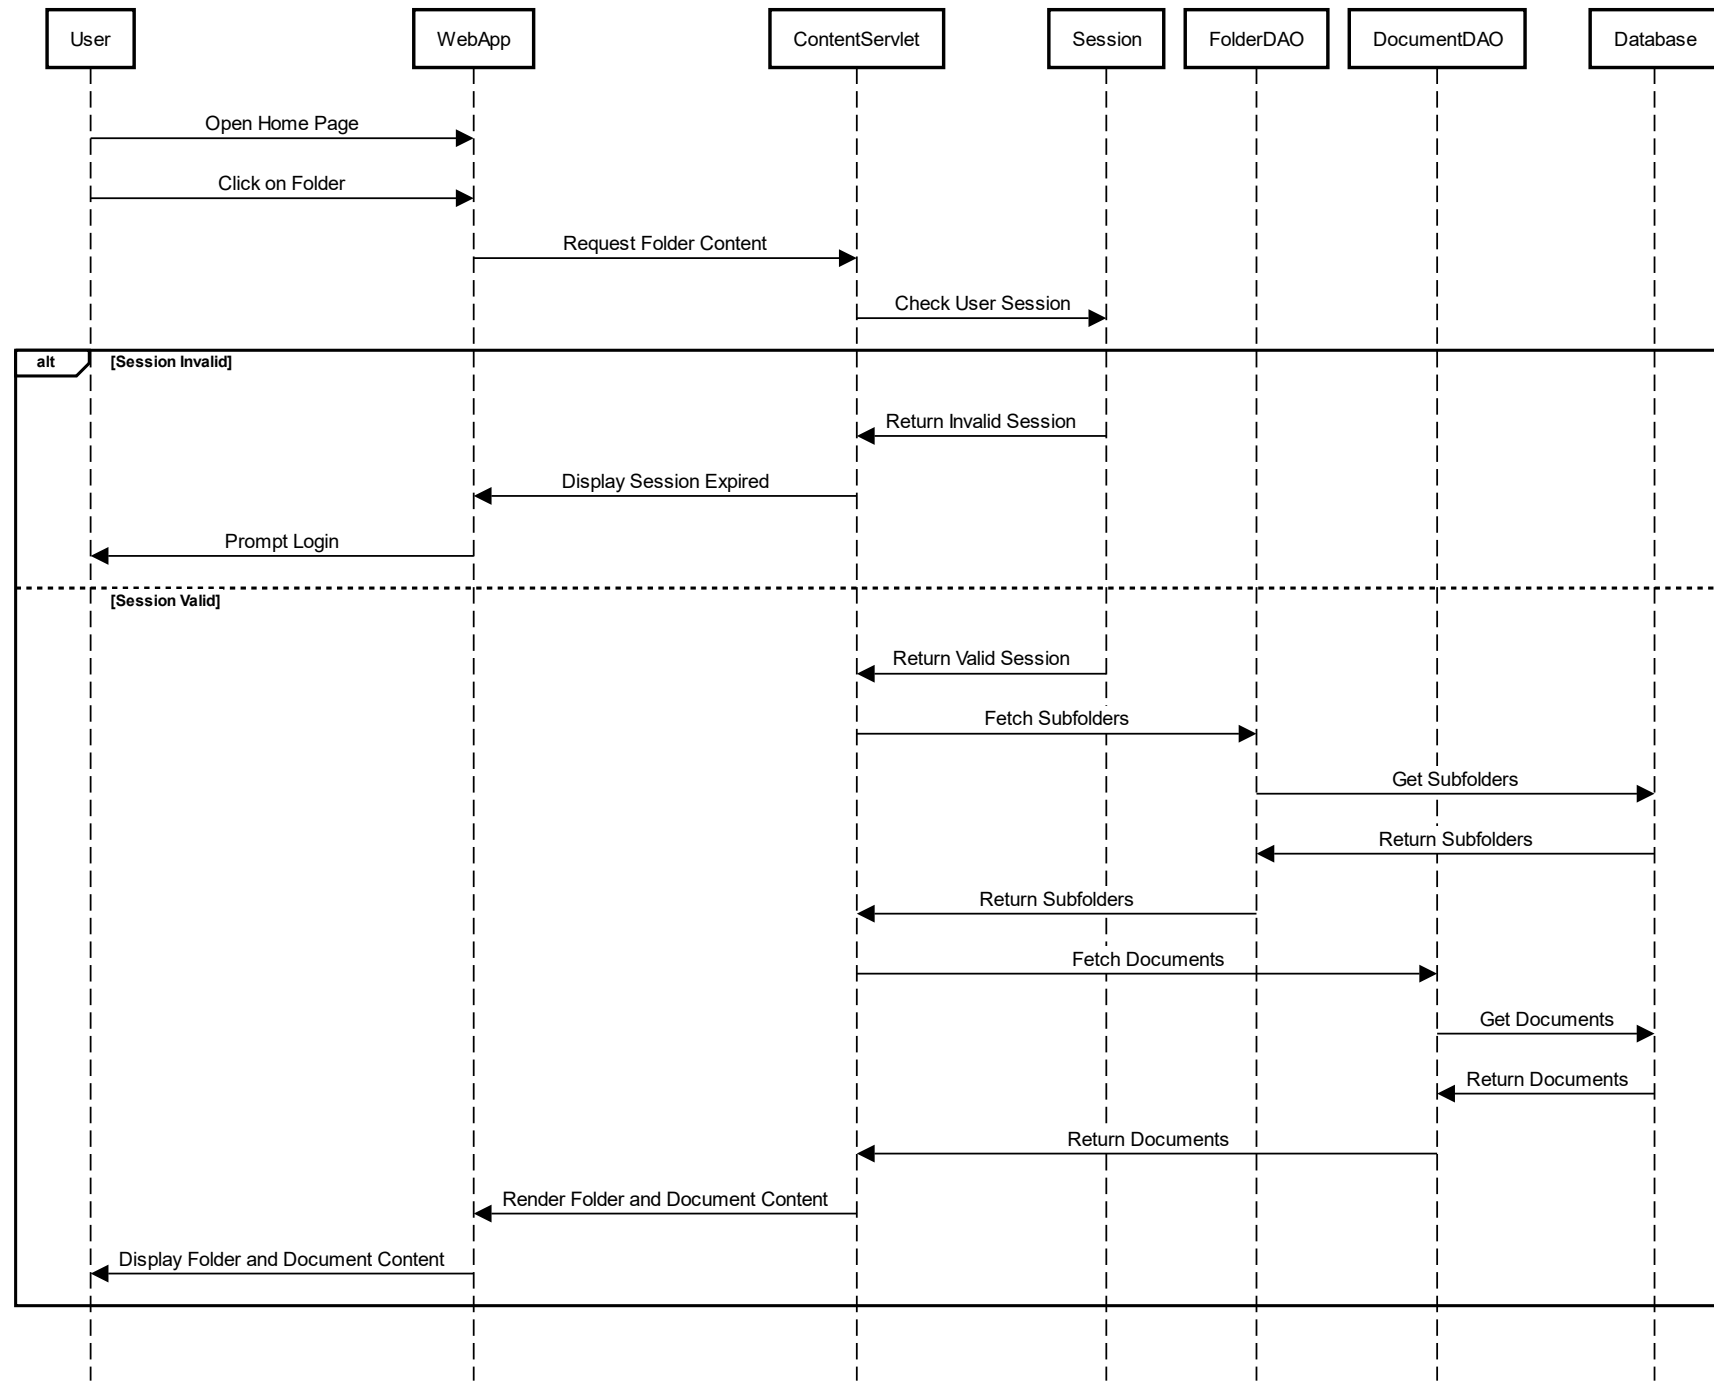 User
WebApp
ContentServlet
Session
FolderDAO
DocumentDAO
Database
Open Home Page
Click on Folder
Request Folder Content
Check User Session
alt
[Session Invalid]
Return Invalid Session
Display Session Expired
Prompt Login
[Session Valid]
Return Valid Session
Fetch Subfolders
Get Subfolders
Return Subfolders
Return Subfolders
Fetch Documents
Get Documents
Return Documents
Return Documents
Render Folder and Document Content
Display Folder and Document Content